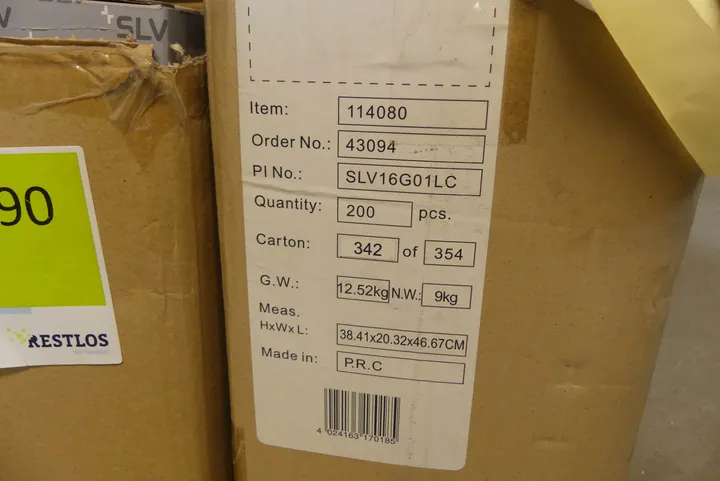 SLV
90
RESTLOS
Item: 114080
Order No.: 43094
PI No.: SLV16G01LC
Quantity: 200 pcs.
Carton: 342 of 354
G.W.: 12.52kg N.W.: 9kg
Meas.
HxWxL: 38.41x20.32x46.67CM
Made in: P.R.C
4 024163 170185